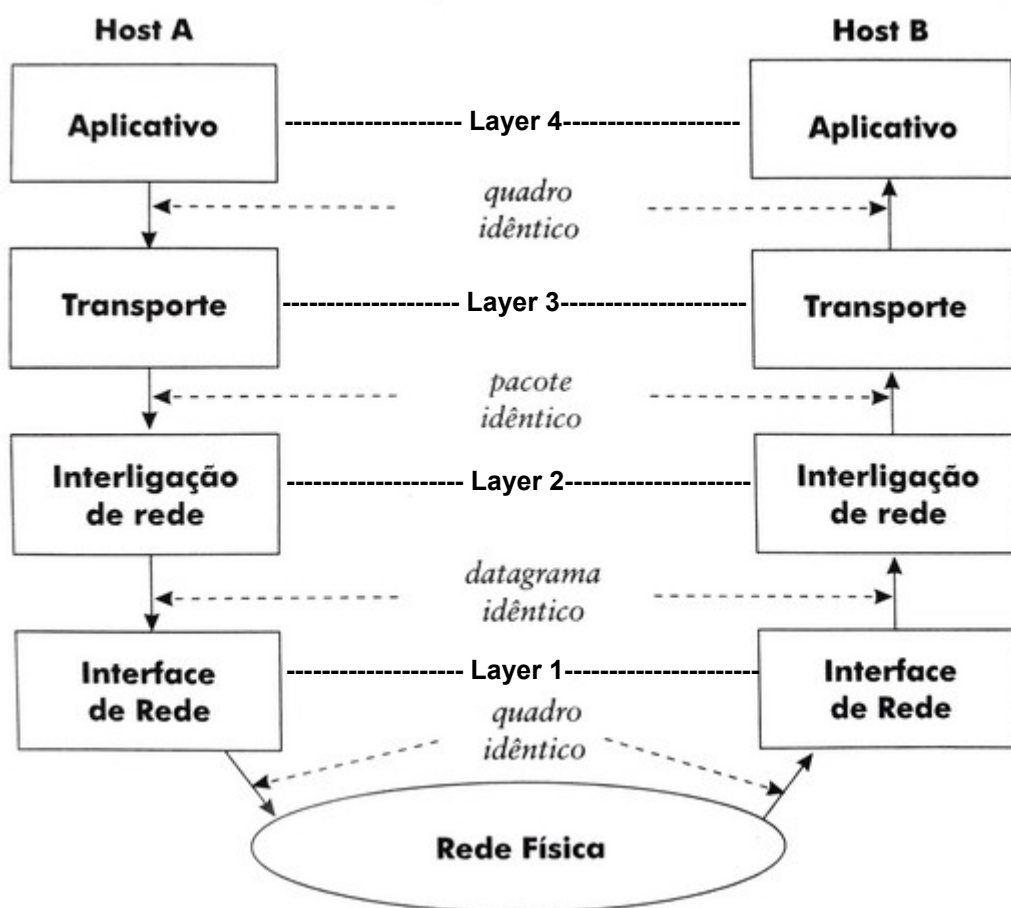 Host A
Host B
Aplicativo
Layer 4
Aplicativo
quadro
idêntico
Transporte
Layer 3
Transporte
pacote
idêntico
Interligação
de rede
Layer 2
Interligação
de rede
datagrama
idêntico
Interface
de Rede
Layer 1
Interface
de Rede
quadro
idêntico
Rede Física